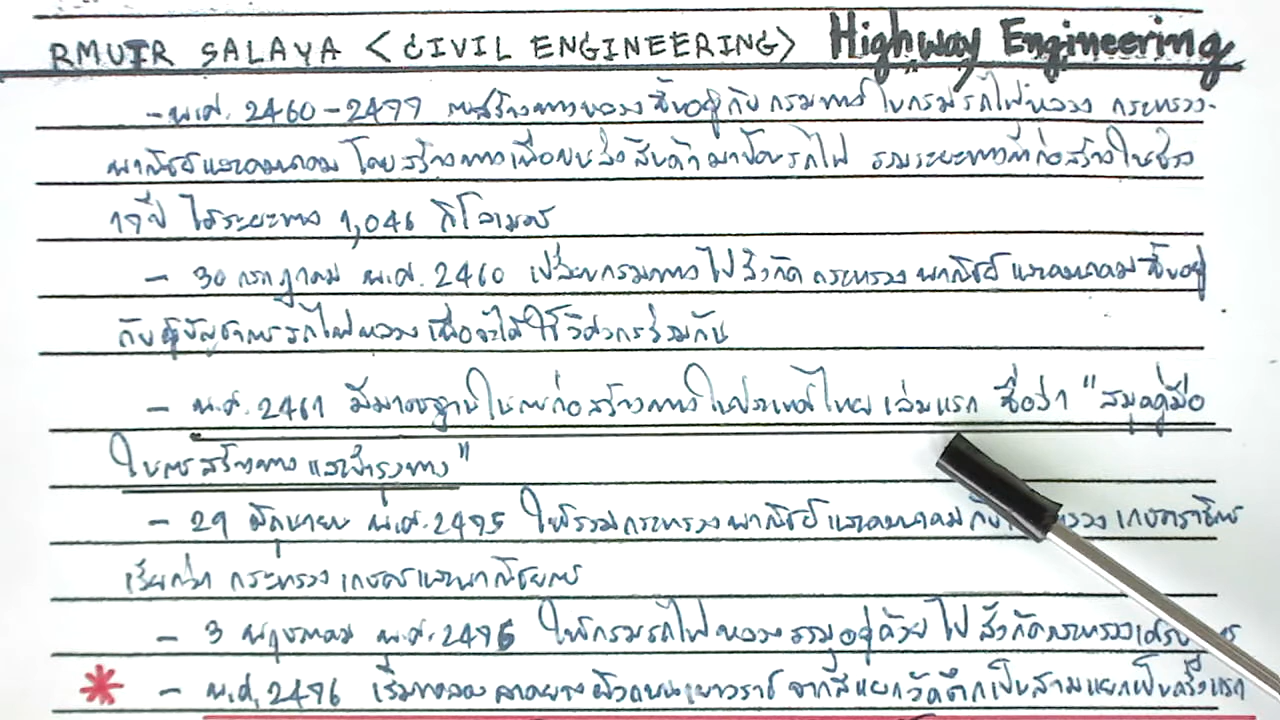 RMUTR SALAYA <CIVIL ENGINEERING> Highway Engineering
- พ.ศ. 2460-2477 การสร้างทางหลวง ขึ้นอยู่กับ กรมทาง ในกรมรถไฟหลวง กระทรวง-
พาณิชย์และคมนาคม โดยสร้างทางเพื่อขนส่งสินค้ามาป้อนรถไฟ รวมระยะทางที่ก่อสร้างในช่วง
17 ปี ได้ระยะทาง 1,046 กิโลเมตร
- 30 กรกฎาคม พ.ศ. 2460 เปลี่ยนกรมทาง ไปสังกัด กระทรวง พาณิชย์ และคมนาคม ขึ้นอยู่
กับ ผู้บัญชาการรถไฟหลวง เพื่อจะได้ใช้วิศวกรร่วมกัน
- พ.ศ. 2461 มีมาตรฐานในการก่อสร้างทางในประเทศไทย เล่มแรก ชื่อว่า "สมุดคู่มือ
ในการสร้างทาง และบำรุงทาง"
- 29 มิถุนายน พ.ศ. 2475 ให้รวมกระทรวงพาณิชย์ และคมนาคม กับ เกษตราธิการ
เรียกว่า กระทรวง เกษตรและพาณิชยการ
- 3 พฤษภาคม พ.ศ. 2476 ให้กรมรถไฟหลวงรวมอยู่ด้วย ไปสังกัดกระทรวง
- พ.ศ. 2476 เริ่มทดลอง ลาดยาง ผิวถนนเยาวราช จากสี่แยกวัดตึกเป็นสามแยกเป็นครั้งแรก